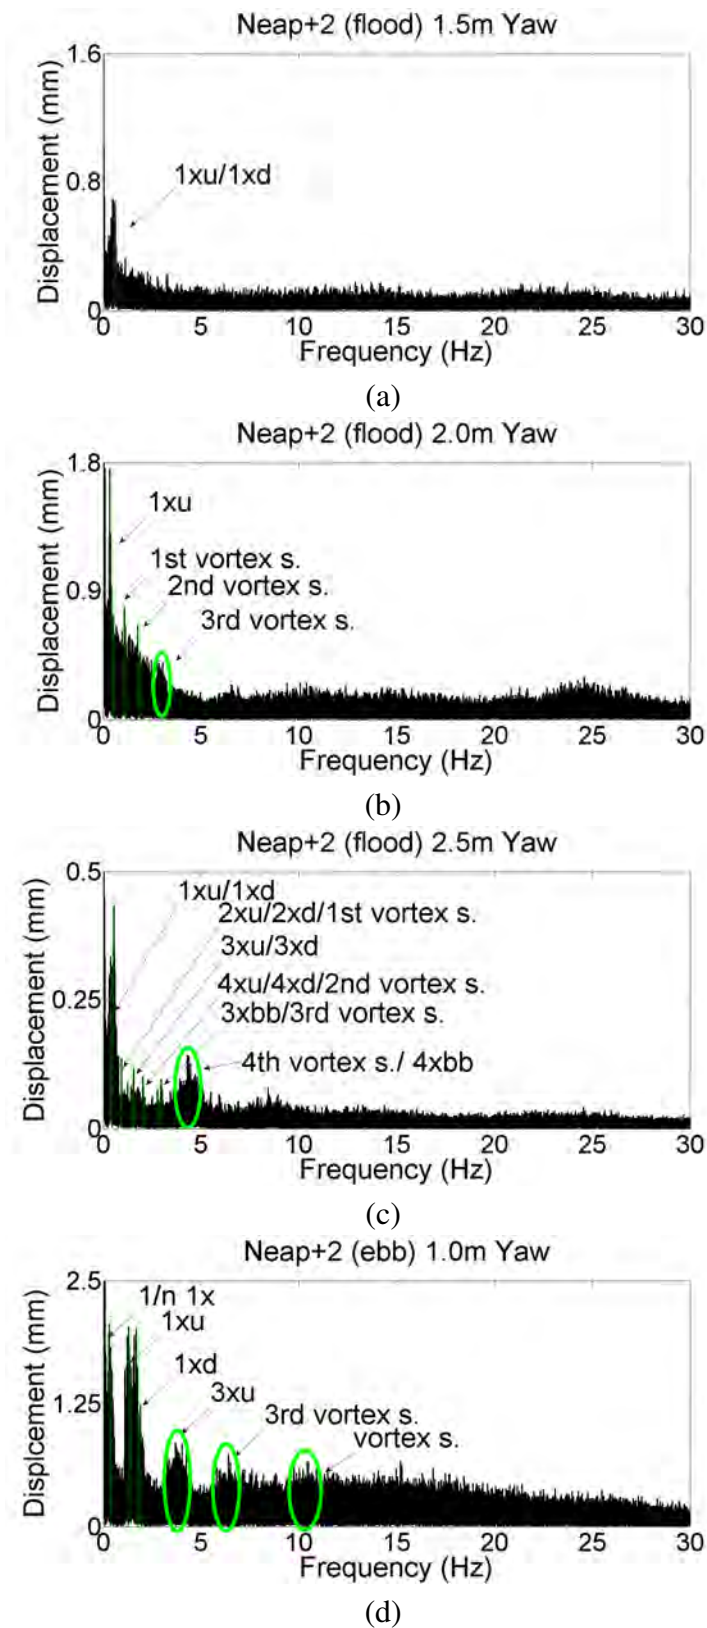 Neap+2 (flood) 1.5m Yaw
1.6
0.8
0
Displacement (mm)
1xu/1xd
0 5 10 15 20 25 30
Frequency (Hz)
(a)
Neap+2 (flood) 2.0m Yaw
1.8
0.9
0
Displacement (mm)
1xu
1st vortex s.
2nd vortex s.
3rd vortex s.
0 5 10 15 20 25 30
Frequency (Hz)
(b)
Neap+2 (flood) 2.5m Yaw
0.5
0.25
0
Displacement (mm)
1xu/1xd
2xu/2xd/1st vortex s.
3xu/3xd
4xu/4xd/2nd vortex s.
3xbb/3rd vortex s.
4th vortex s./ 4xbb
0 5 10 15 20 25 30
Frequency (Hz)
(c)
Neap+2 (ebb) 1.0m Yaw
2.5
1.25
0
Displcement (mm)
1/n 1x
1xu
1xd
3xu
3rd vortex s.
vortex s.
0 5 10 15 20 25 30
Frequency (Hz)
(d)